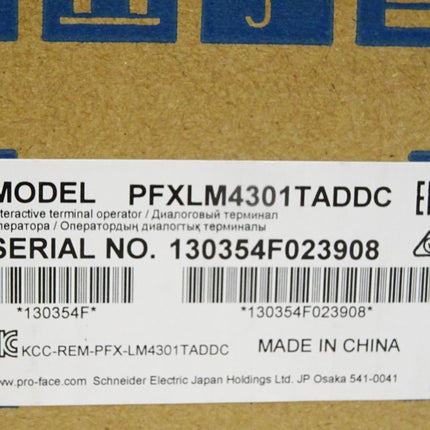 MODEL PFXLM4301TADDC
nteractive terminal operator / Диалоговый терминал
ператора / Оператордың диалогтық терминалы
SERIAL NO. 130354F023908
*130354F* *130354F023908*
KCC-REM-PFX-LM4301TADDC MADE IN CHINA
www.pro-face.com Schneider Electric Japan Holdings Ltd. JP Osaka 541-0041